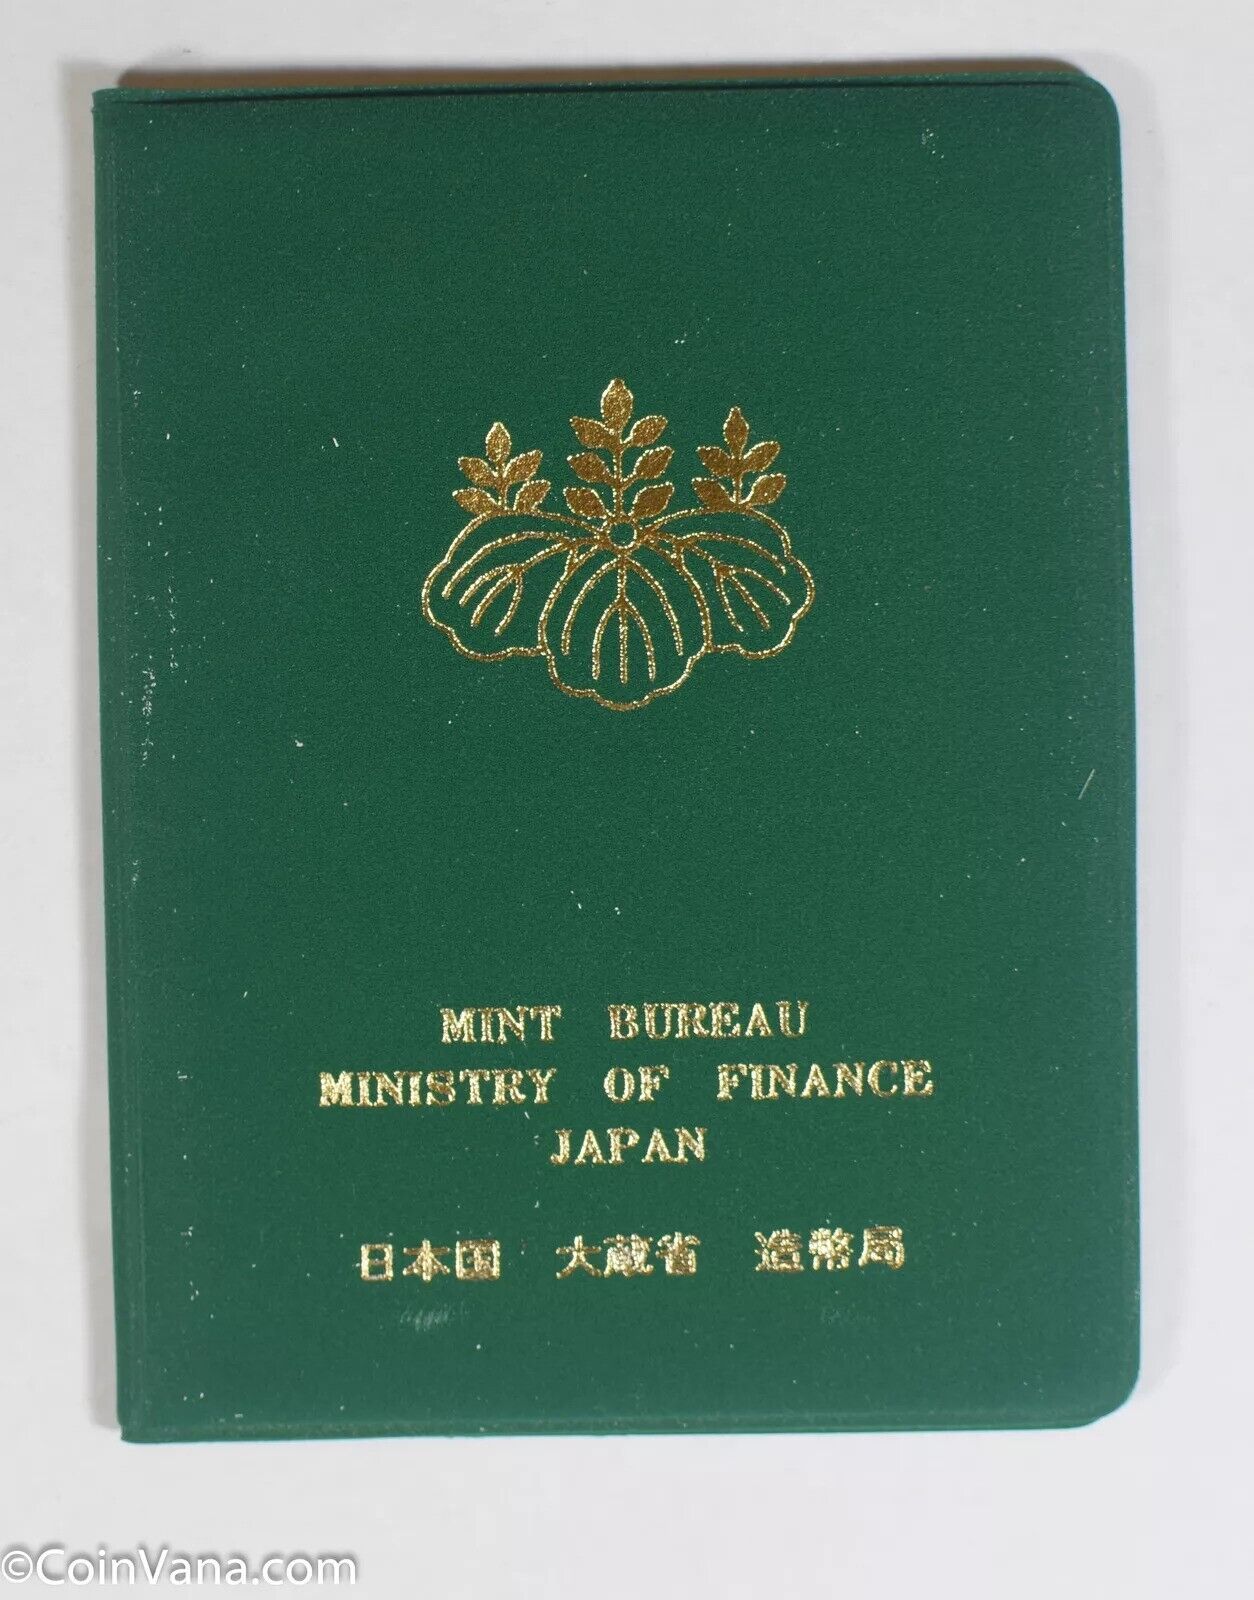 MINT BUREAU
MINISTRY OF FINANCE
JAPAN
日本国 大蔵省 造幣局
©CoinVana.com